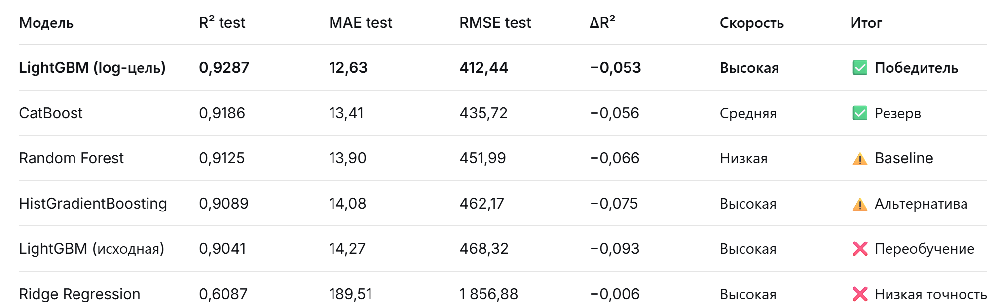 Модель R² test MAE test RMSE test ΔR² Скорость Итог
LightGBM (log-цель) 0,9287 12,63 412,44 −0,053 Высокая ✅ Победитель
CatBoost 0,9186 13,41 435,72 −0,056 Средняя ✅ Резерв
Random Forest 0,9125 13,90 451,99 −0,066 Низкая ⚠️ Baseline
HistGradientBoosting 0,9089 14,08 462,17 −0,075 Высокая ⚠️ Альтернатива
LightGBM (исходная) 0,9041 14,27 468,32 −0,093 Высокая ❌ Переобучение
Ridge Regression 0,6087 189,51 1 856,88 −0,006 Высокая ❌ Низкая точность